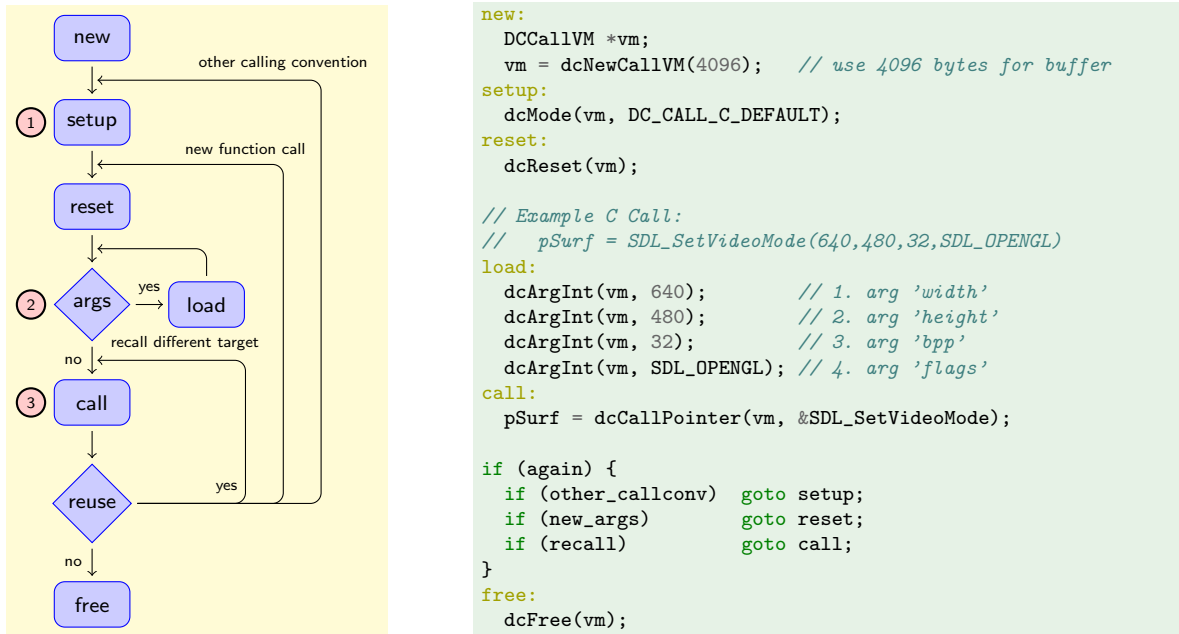 new
other calling convention
1
setup
new function call
reset
2
args
yes
load
recall different target
no
3
call
reuse
yes
no
free
new:
DCCallVM *vm;
vm = dcNewCallVM(4096);   // use 4096 bytes for buffer
setup:
dcMode(vm, DC_CALL_C_DEFAULT);
reset:
dcReset(vm);
// Example C Call:
//   pSurf = SDL_SetVideoMode(640,480,32,SDL_OPENGL)
load:
dcArgInt(vm, 640);        // 1. arg 'width'
dcArgInt(vm, 480);        // 2. arg 'height'
dcArgInt(vm, 32);         // 3. arg 'bpp'
dcArgInt(vm, SDL_OPENGL); // 4. arg 'flags'
call:
pSurf = dcCallPointer(vm, &SDL_SetVideoMode);
if (again) {
if (other_callconv)  goto setup;
if (new_args)        goto reset;
if (recall)          goto call;
}
free:
dcFree(vm);